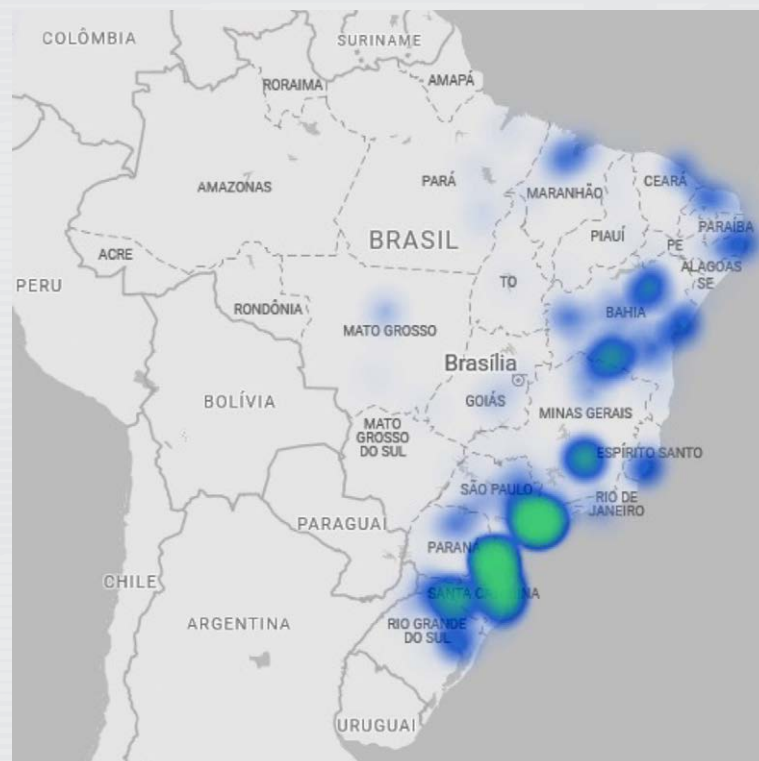 COLÔMBIA
SURINAME
AMAPÁ
RORAIMA
AMAZONAS
PARÁ
MARANHÃO
CEARÁ
BRASIL
PARAÍBA
PIAUÍ
PE
ACRE
ALAGOAS
SE
PERU
TO
RONDÔNIA
BAHIA
MATO GROSSO
Brasília
BOLÍVIA
GOIÁS
MINAS GERAIS
MATO
GROSSO
DO SUL
ESPÍRITO SANTO
SÃO PAULO
RIO DE
JANEIRO
PARAGUAI
PARANÁ
CHILE
SANTA CATARINA
ARGENTINA
RIO GRANDE
DO SUL
URUGUAI